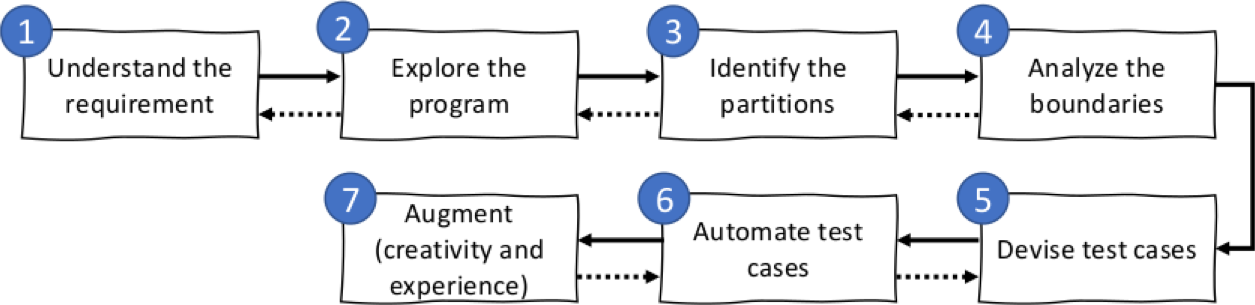 1
Understand the
requirement
2
Explore the
program
3
Identify the
partitions
4
Analyze the
boundaries
5
Devise test cases
6
Automate test
cases
7
Augment
(creativity and
experience)